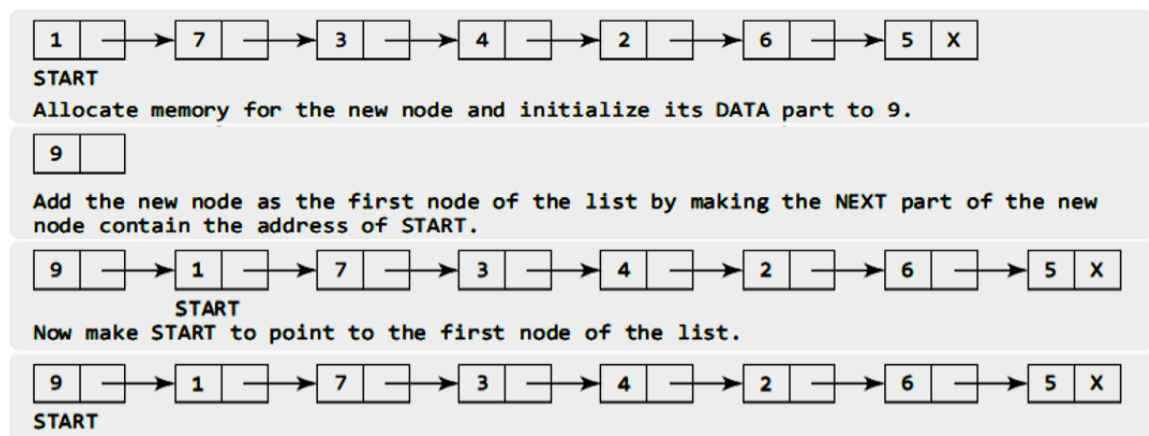 1 7 3 4 2 6 5 X
START
Allocate memory for the new node and initialize its DATA part to 9.
9
Add the new node as the first node of the list by making the NEXT part of the new
node contain the address of START.
9 1 7 3 4 2 6 5 X
START
Now make START to point to the first node of the list.
9 1 7 3 4 2 6 5 X
START